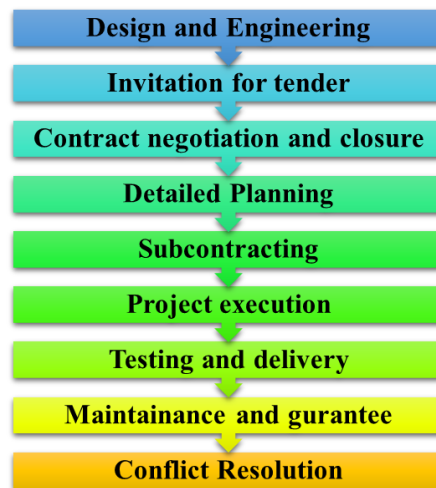 Design and Engineering
Invitation for tender
Contract negotiation and closure
Detailed Planning
Subcontracting
Project execution
Testing and delivery
Maintainance and gurantee
Conflict Resolution